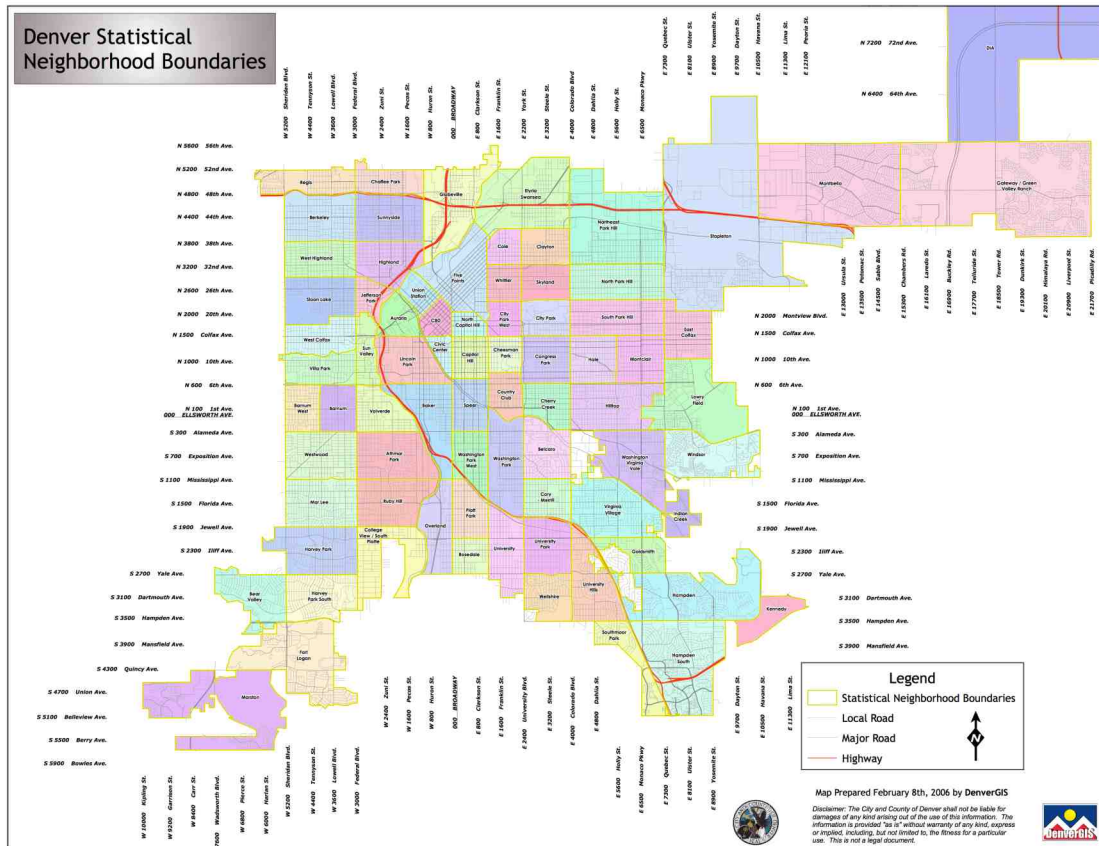 Denver Statistical
Neighborhood Boundaries
W 5200 Sheridan Blvd.
W 4400 Tennyson St.
W 3600 Lowell Blvd.
W 3000 Federal Blvd.
W 2400 Zuni St.
W 1600 Pecos St.
W 800 Huron St.
000 BROADWAY
E 800 Clarkson St.
E 1600 Franklin St.
E 2200 York St.
E 3200 Steele St.
E 4000 Colorado Blvd
E 4800 Dahlia St.
E 5600 Holly St.
E 6500 Monaco Pkwy
E 7300 Quebec St.
E 8100 Ulster St.
E 8900 Yosemite St.
E 9700 Dayton St.
E 10500 Havana St.
E 11300 Lima St.
E 12100 Peoria St.
N 7200 72nd Ave.
N 6400 64th Ave.
DIA
N 5600 56th Ave.
N 5200 52nd Ave.
N 4800 48th Ave.
N 4400 44th Ave.
N 3800 38th Ave.
N 3200 32nd Ave.
N 2600 26th Ave.
N 2000 20th Ave.
N 1500 Colfax Ave.
N 1000 10th Ave.
N 600 6th Ave.
N 100 1st Ave.
000 ELLSWORTH AVE.
S 300 Alameda Ave.
S 700 Exposition Ave.
S 1100 Mississippi Ave.
S 1500 Florida Ave.
S 1900 Jewell Ave.
S 2300 Iliff Ave.
S 2700 Yale Ave.
S 3100 Dartmouth Ave.
S 3500 Hampden Ave.
S 3900 Mansfield Ave.
S 4300 Quincy Ave.
S 4700 Union Ave.
S 5100 Belleview Ave.
S 5500 Berry Ave.
S 5900 Bowles Ave.
Regis
Chaffee Park
Globeville
Elyria
Swansea
Montbello
Gateway / Green
Valley Ranch
Berkeley
Sunnyside
Northeast
Park Hill
Stapleton
Cole
Clayton
West Highland
Highland
Five
Points
Whittier
Skyland
North Park Hill
Sloan Lake
Jefferson
Park
Union
Station
Auraria
CBD
North
Capitol Hill
City
Park
West
City Park
South Park Hill
East
Colfax
West Colfax
Sun
Valley
Civic
Center
Lincoln
Park
Capitol
Hill
Cheesman
Park
Congress
Park
Hale
Montclair
Villa Park
Barnum
West
Barnum
Valverde
Baker
Speer
Country
Club
Cherry
Creek
Hilltop
Lowry
Field
Westwood
Athmar
Park
Washington
Park
West
Washington
Park
Belcaro
Washington
Virginia
Vale
Windsor
Mar Lee
Ruby Hill
Overland
Platt
Park
Cory
Merrill
Virginia
Village
Indian
Creek
College
View / South
Platte
Harvey Park
Rosedale
University
University
Park
Goldsmith
Bear
Valley
Harvey
Park South
Wellshire
University
Hills
Hampden
Kennedy
Southmoor
Park
Fort
Logan
Hampden
South
Marston
E 13000 Ursula St.
E 13800 Potomac St.
E 14500 Sable Blvd.
E 15300 Chambers Rd.
E 16100 Laredo St.
E 16900 Buckley Rd.
E 17700 Telluride St.
E 18500 Tower Rd.
E 19300 Dunkirk St.
E 20100 Himalaya Rd.
E 20900 Liverpool St.
E 21700 Picadilly Rd.
N 2000 Montview Blvd.
N 1500 Colfax Ave.
N 1000 10th Ave.
N 600 6th Ave.
N 100 1st Ave.
000 ELLSWORTH AVE.
S 300 Alameda Ave.
S 700 Exposition Ave.
S 1100 Mississippi Ave.
S 1500 Florida Ave.
S 1900 Jewell Ave.
S 2300 Iliff Ave.
S 2700 Yale Ave.
S 3100 Dartmouth Ave.
S 3500 Hampden Ave.
S 3900 Mansfield Ave.
W 10000 Kipling St.
W 9200 Garrison St.
W 8400 Carr St.
7600 Wadsworth Blvd.
W 6800 Pierce St.
W 6000 Harlan St.
W 5200 Sheridan Blvd.
W 4400 Tennyson St.
W 3600 Lowell Blvd.
W 3000 Federal Blvd.
W 2400 Zuni St.
W 1600 Pecos St.
W 800 Huron St.
000 BROADWAY
E 800 Clarkson St.
E 1600 Franklin St.
E 2400 University Blvd.
E 3200 Steele St.
E 4000 Colorado Blvd.
E 4800 Dahlia St.
E 5600 Holly St.
E 6500 Monaco Pkwy
E 7300 Quebec St.
E 8100 Ulster St.
E 8900 Yosemite St.
E 9700 Dayton St.
E 10500 Havana St.
E 11300 Lima St.
Legend
Statistical Neighborhood Boundaries
Local Road
Major Road
Highway
N
Map Prepared February 8th, 2006 by DenverGIS
Disclaimer: The City and County of Denver shall not be liable for
damages of any kind arising out of the use of this information. The
information is provided "as is" without warranty of any kind, express
or implied, including, but not limited to, the fitness for a particular
use. This is not a legal document.
DenverGIS